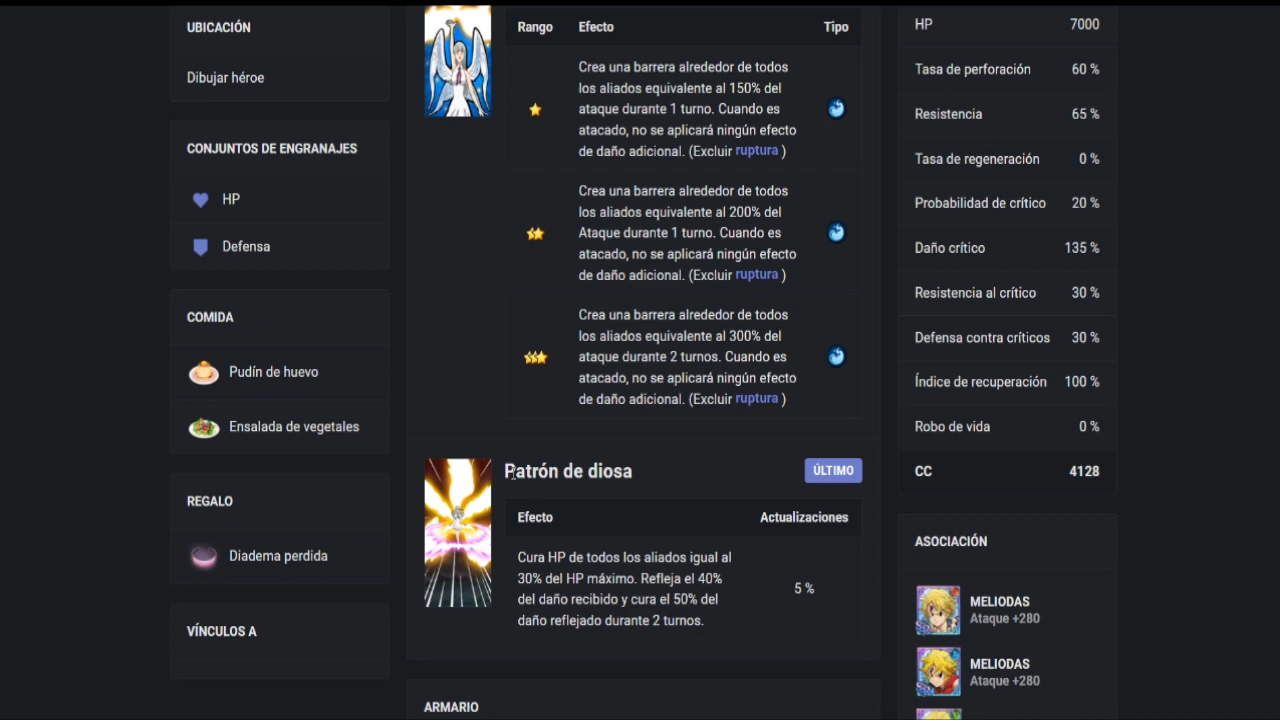 UBICACIÓN
Dibujar héroe
CONJUNTOS DE ENGRANAJES
HP
Defensa
COMIDA
Pudín de huevo
Ensalada de vegetales
REGALO
Diadema perdida
VÍNCULOS A
Rango Efecto Tipo
Crea una barrera alrededor de todos
los aliados equivalente al 150% del
ataque durante 1 turno. Cuando es
atacado, no se aplicará ningún efecto
de daño adicional. (Excluir ruptura )
Crea una barrera alrededor de todos
los aliados equivalente al 200% del
Ataque durante 1 turno. Cuando es
atacado, no se aplicará ningún efecto
de daño adicional. (Excluir ruptura )
Crea una barrera alrededor de todos
los aliados equivalente al 300% del
ataque durante 2 turnos. Cuando es
atacado, no se aplicará ningún efecto
de daño adicional. (Excluir ruptura )
Patrón de diosa ÚLTIMO
Efecto Actualizaciones
Cura HP de todos los aliados igual al
30% del HP máximo. Refleja el 40%
del daño recibido y cura el 50% del
daño reflejado durante 2 turnos.
5 %
ARMARIO
HP 7000
Tasa de perforación 60 %
Resistencia 65 %
Tasa de regeneración 0 %
Probabilidad de crítico 20 %
Daño crítico 135 %
Resistencia al crítico 30 %
Defensa contra críticos 30 %
Índice de recuperación 100 %
Robo de vida 0 %
CC 4128
ASOCIACIÓN
MELIODAS
Ataque +280
MELIODAS
Ataque +280